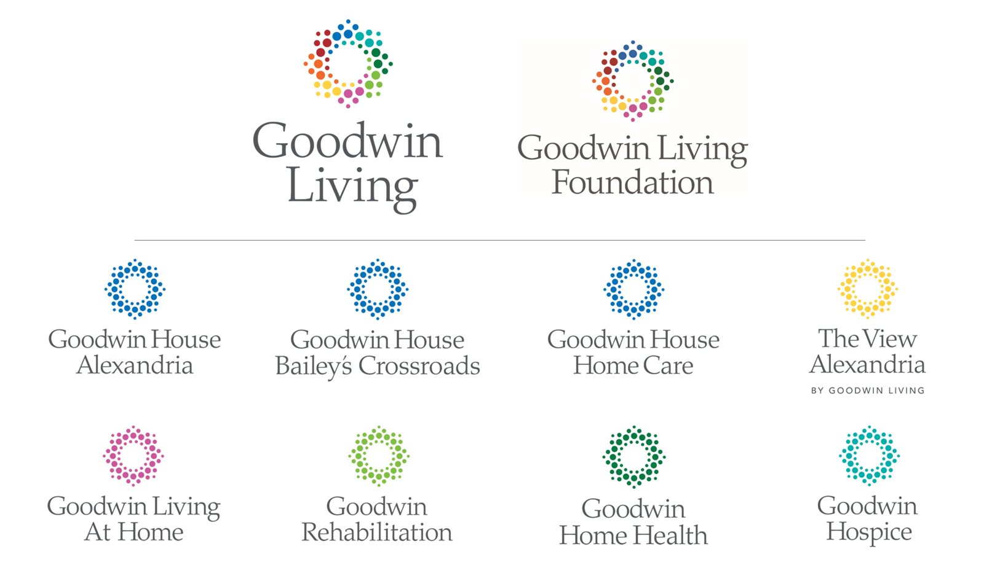 Goodwin
Living
Goodwin Living
Foundation
Goodwin House
Alexandria
Goodwin House
Bailey's Crossroads
Goodwin House
Home Care
The View
Alexandria
BY GOODWIN LIVING
Goodwin Living
At Home
Goodwin
Rehabilitation
Goodwin
Home Health
Goodwin
Hospice